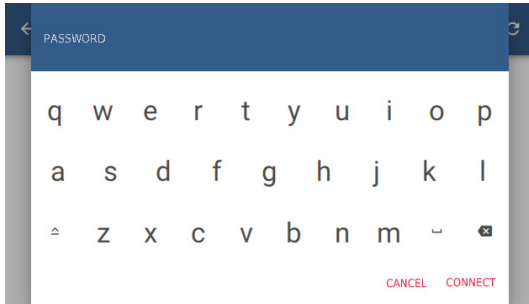 PASSWORD
q w e r t y u i o p
a s d f g h j k l
z x c v b n m
CANCEL CONNECT